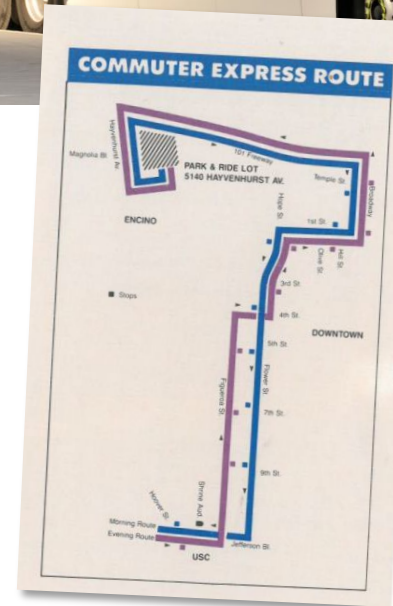 COMMUTER EXPRESS ROUTE
Hayvenhurst Av.
Magnolia Bl.
101 Freeway
PARK & RIDE LOT
5140 HAYVENHURST AV.
Temple St.
Broadway
Hope St.
1st St.
ENCINO
Olive St.
Hill St.
3rd St.
Stops
4th St.
DOWNTOWN
5th St.
Figueroa St.
Flower St.
7th St.
9th St.
Hoover St.
Shrine Aud.
Morning Route
Evening Route
Jefferson Bl.
USC